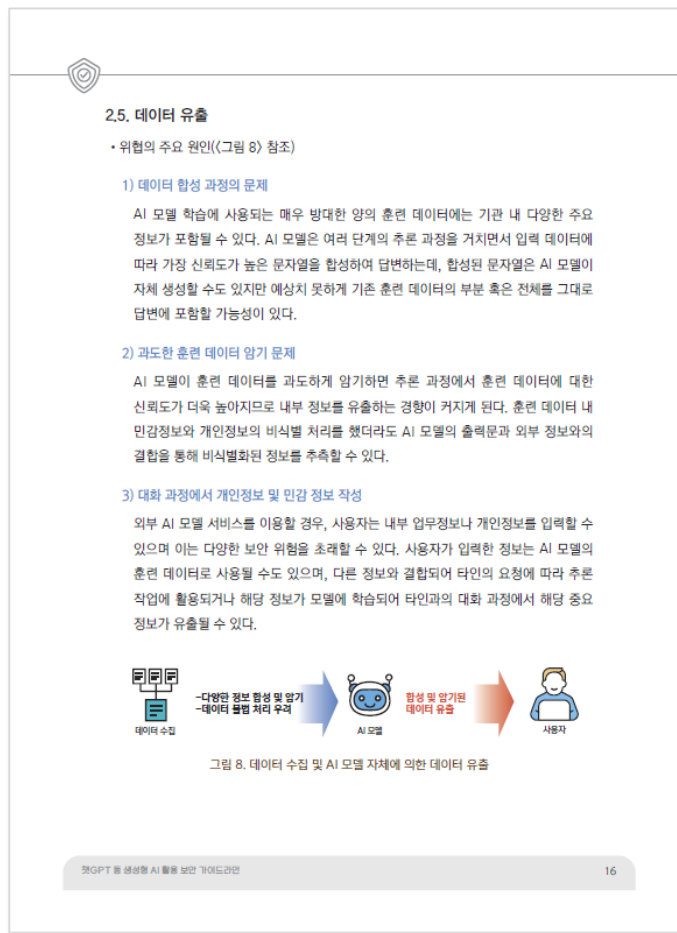 2.5. 데이터 유출
• 위협의 주요 원인(<그림 8> 참조)
1) 데이터 합성 과정의 문제
AI 모델 학습에 사용되는 매우 방대한 양의 훈련 데이터에는 기관 내 다양한 주요
정보가 포함될 수 있다. AI 모델은 여러 단계의 추론 과정을 거치면서 입력 데이터에
따라 가장 신뢰도가 높은 문자열을 합성하여 답변하는데, 합성된 문자열은 AI 모델이
자체 생성할 수도 있지만 예상치 못하게 기존 훈련 데이터의 부분 혹은 전체를 그대로
답변에 포함할 가능성이 있다.
2) 과도한 훈련 데이터 암기 문제
AI 모델이 훈련 데이터를 과도하게 암기하면 추론 과정에서 훈련 데이터에 대한
신뢰도가 더욱 높아지므로 내부 정보를 유출하는 경향이 커지게 된다. 훈련 데이터 내
민감정보와 개인정보의 비식별 처리를 했더라도 AI 모델의 출력문과 외부 정보와의
결합을 통해 비식별화된 정보를 추측할 수 있다.
3) 대화 과정에서 개인정보 및 민감 정보 작성
외부 AI 모델 서비스를 이용할 경우, 사용자는 내부 업무정보나 개인정보를 입력할 수
있으며 이는 다양한 보안 위험을 초래할 수 있다. 사용자가 입력한 정보는 AI 모델의
훈련 데이터로 사용될 수도 있으며, 다른 정보와 결합되어 타인의 요청에 따라 추론
작업에 활용되거나 해당 정보가 모델에 학습되어 타인과의 대화 과정에서 해당 중요
정보가 유출될 수 있다.
-다양한 정보 합성 및 암기
-데이터 불법 처리 우려
합성 및 암기된
데이터 유출
데이터 수집
AI 모델
사용자
그림 8. 데이터 수집 및 AI 모델 자체에 의한 데이터 유출
챗GPT 등 생성형 AI 활용 보안 가이드라인
16